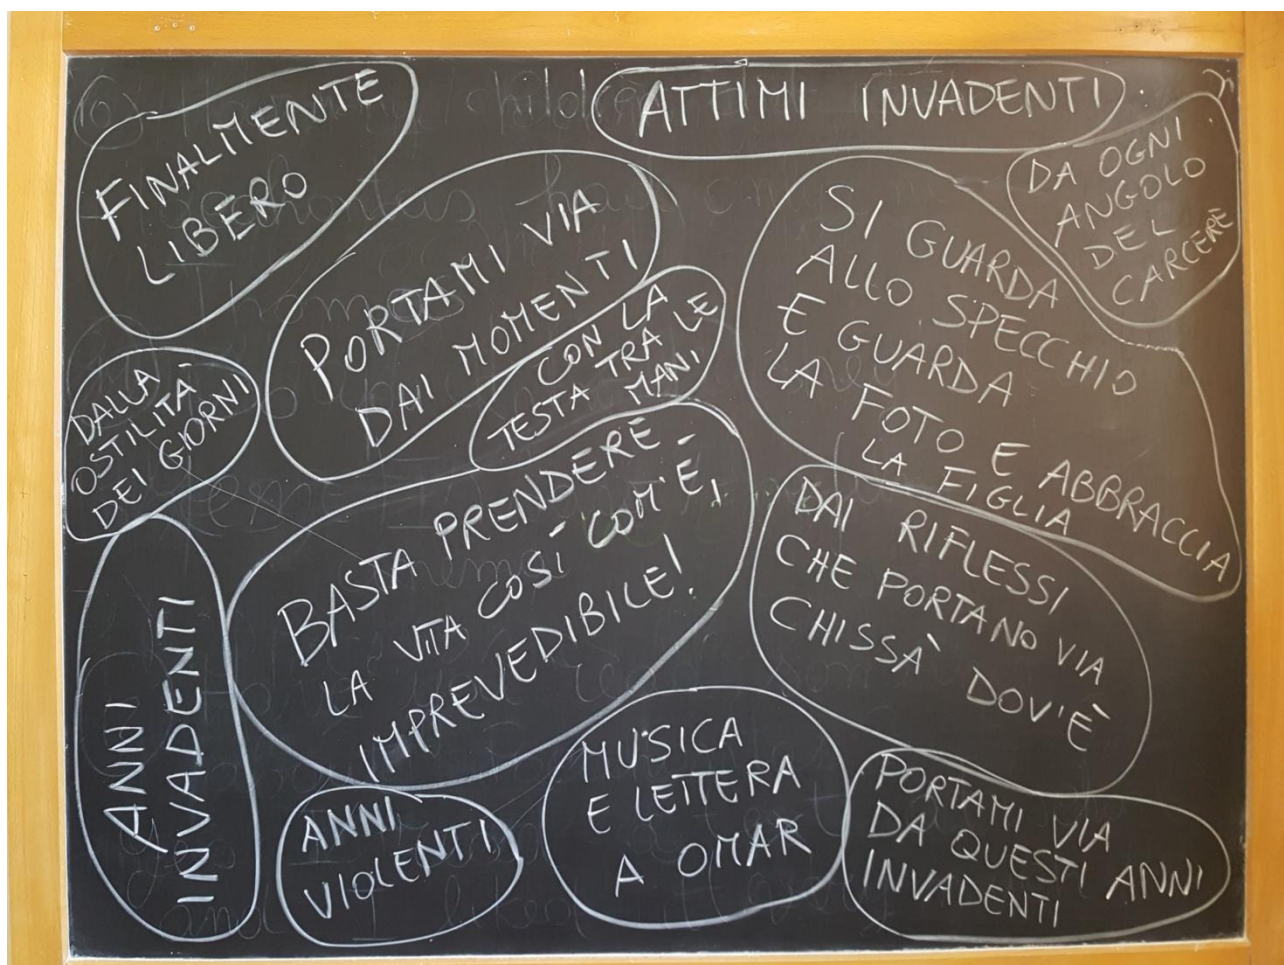 FINALMENTE
LIBERO
ATTIMI INVADENTI
DA OGNI
ANGOLO
DEL
CARCERE
PORTAMI VIA
DAI MOMENTI
SI GUARDA
ALLO SPECCHIO
E GUARDA
LA FOTO E ABBRACCIA
LA FIGLIA
CON LA
TESTA TRA LE
MANI
DALLA
OSTILITÀ
DEI GIORNI
BASTA PRENDERE
LA VITA COSÌ COM'È,
IMPREVEDIBILE!
DAI RIFLESSI
CHE PORTANO VIA
CHISSÀ DOV'È
ANNI
INVADENTI
ANNI
VIOLENTI
MUSICA
E LETTERA
A OMAR
PORTAMI VIA
DA QUESTI ANNI
INVADENTI